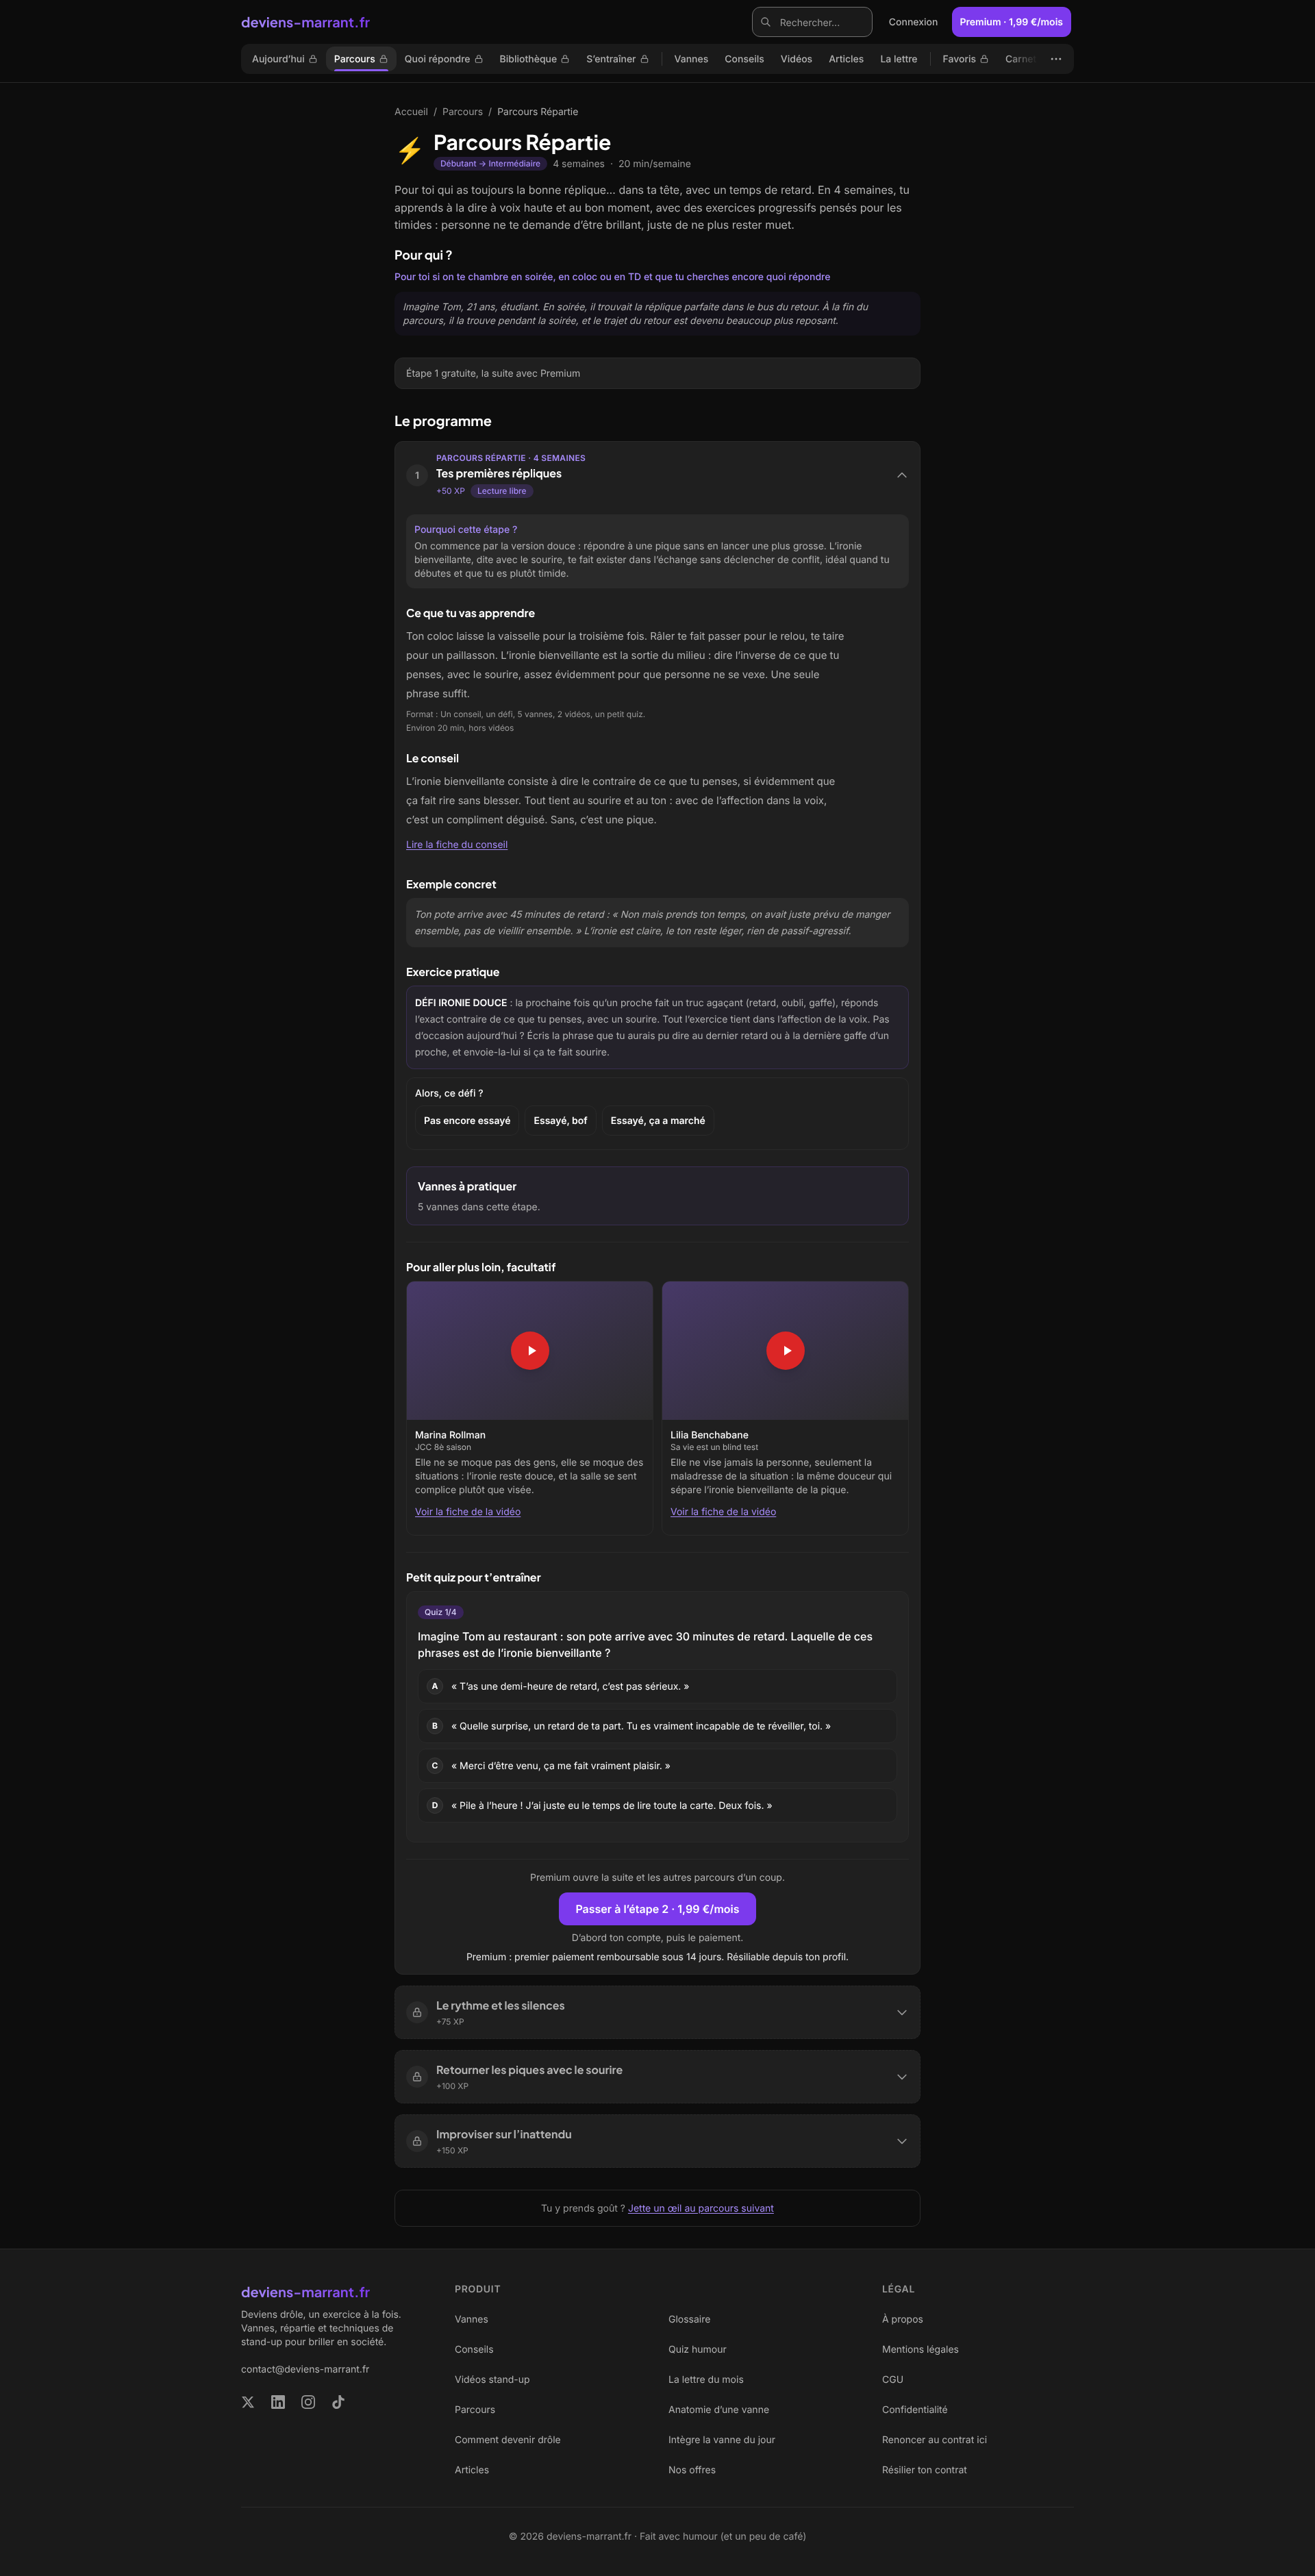 deviens-marrant.fr
Rechercher...
Connexion
Premium · 1,99 €/mois
Aujourd'hui
Parcours
Quoi répondre
Bibliothèque
S'entraîner
Vannes
Conseils
Vidéos
Articles
La lettre
Favoris
Carnet
Accueil / Parcours / Parcours Répartie
⚡ Parcours Répartie
Débutant → Intermédiaire 4 semaines · 20 min/semaine
Pour toi qui as toujours la bonne réplique… dans ta tête, avec un temps de retard. En 4 semaines, tu
apprends à la dire à voix haute et au bon moment, avec des exercices progressifs pensés pour les
timides : personne ne te demande d'être brillant, juste de ne plus rester muet.
Pour qui ?
Pour toi si on te chambre en soirée, en coloc ou en TD et que tu cherches encore quoi répondre
Imagine Tom, 21 ans, étudiant. En soirée, il trouvait la réplique parfaite dans le bus du retour. À la fin du
parcours, il la trouve pendant la soirée, et le trajet du retour est devenu beaucoup plus reposant.
Étape 1 gratuite, la suite avec Premium
Le programme
PARCOURS RÉPARTIE · 4 SEMAINES
1
Tes premières répliques
+50 XP Lecture libre
Pourquoi cette étape ?
On commence par la version douce : répondre à une pique sans en lancer une plus grosse. L'ironie
bienveillante, dite avec le sourire, te fait exister dans l'échange sans déclencher de conflit, idéal quand tu
débutes et que tu es plutôt timide.
Ce que tu vas apprendre
Ton coloc laisse la vaisselle pour la troisième fois. Râler te fait passer pour le relou, te taire
pour un paillasson. L'ironie bienveillante est la sortie du milieu : dire l'inverse de ce que tu
penses, avec le sourire, assez évidemment pour que personne ne se vexe. Une seule
phrase suffit.
Format : Un conseil, un défi, 5 vannes, 2 vidéos, un petit quiz.
Environ 20 min, hors vidéos
Le conseil
L'ironie bienveillante consiste à dire le contraire de ce que tu penses, si évidemment que
ça fait rire sans blesser. Tout tient au sourire et au ton : avec de l'affection dans la voix,
c'est un compliment déguisé. Sans, c'est une pique.
Lire la fiche du conseil
Exemple concret
Ton pote arrive avec 45 minutes de retard : « Non mais prends ton temps, on avait juste prévu de manger
ensemble, pas de vieillir ensemble. » L'ironie est claire, le ton reste léger, rien de passif-agressif.
Exercice pratique
DÉFI IRONIE DOUCE : la prochaine fois qu'un proche fait un truc agaçant (retard, oubli, gaffe), réponds
l'exact contraire de ce que tu penses, avec un sourire. Tout l'exercice tient dans l'affection de la voix. Pas
d'occasion aujourd'hui ? Écris la phrase que tu aurais pu dire au dernier retard ou à la dernière gaffe d'un
proche, et envoie-la-lui si ça te fait sourire.
Alors, ce défi ?
Pas encore essayé
Essayé, bof
Essayé, ça a marché
Vannes à pratiquer
5 vannes dans cette étape.
Pour aller plus loin, facultatif
Marina Rollman
JCC 8è saison
Elle ne se moque pas des gens, elle se moque des
situations : l'ironie reste douce, et la salle se sent
complice plutôt que visée.
Voir la fiche de la vidéo
Lilia Benchabane
Sa vie est un blind test
Elle ne vise jamais la personne, seulement la
maladresse de la situation : la même douceur qui
sépare l'ironie bienveillante de la pique.
Voir la fiche de la vidéo
Petit quiz pour t'entraîner
Quiz 1/4
Imagine Tom au restaurant : son pote arrive avec 30 minutes de retard. Laquelle de ces
phrases est de l'ironie bienveillante ?
A « T'as une demi-heure de retard, c'est pas sérieux. »
B « Quelle surprise, un retard de ta part. Tu es vraiment incapable de te réveiller, toi. »
C « Merci d'être venu, ça me fait vraiment plaisir. »
D « Pile à l'heure ! J'ai juste eu le temps de lire toute la carte. Deux fois. »
Premium ouvre la suite et les autres parcours d'un coup.
Passer à l'étape 2 · 1,99 €/mois
D'abord ton compte, puis le paiement.
Premium : premier paiement remboursable sous 14 jours. Résiliable depuis ton profil.
Le rythme et les silences
+75 XP
Retourner les piques avec le sourire
+100 XP
Improviser sur l'inattendu
+150 XP
Tu y prends goût ? Jette un œil au parcours suivant
deviens-marrant.fr
Deviens drôle, un exercice à la fois.
Vannes, répartie et techniques de
stand-up pour briller en société.
contact@deviens-marrant.fr
PRODUIT
Vannes
Conseils
Vidéos stand-up
Parcours
Comment devenir drôle
Articles
Glossaire
Quiz humour
La lettre du mois
Anatomie d'une vanne
Intègre la vanne du jour
Nos offres
LÉGAL
À propos
Mentions légales
CGU
Confidentialité
Renoncer au contrat ici
Résilier ton contrat
© 2026 deviens-marrant.fr · Fait avec humour (et un peu de café)